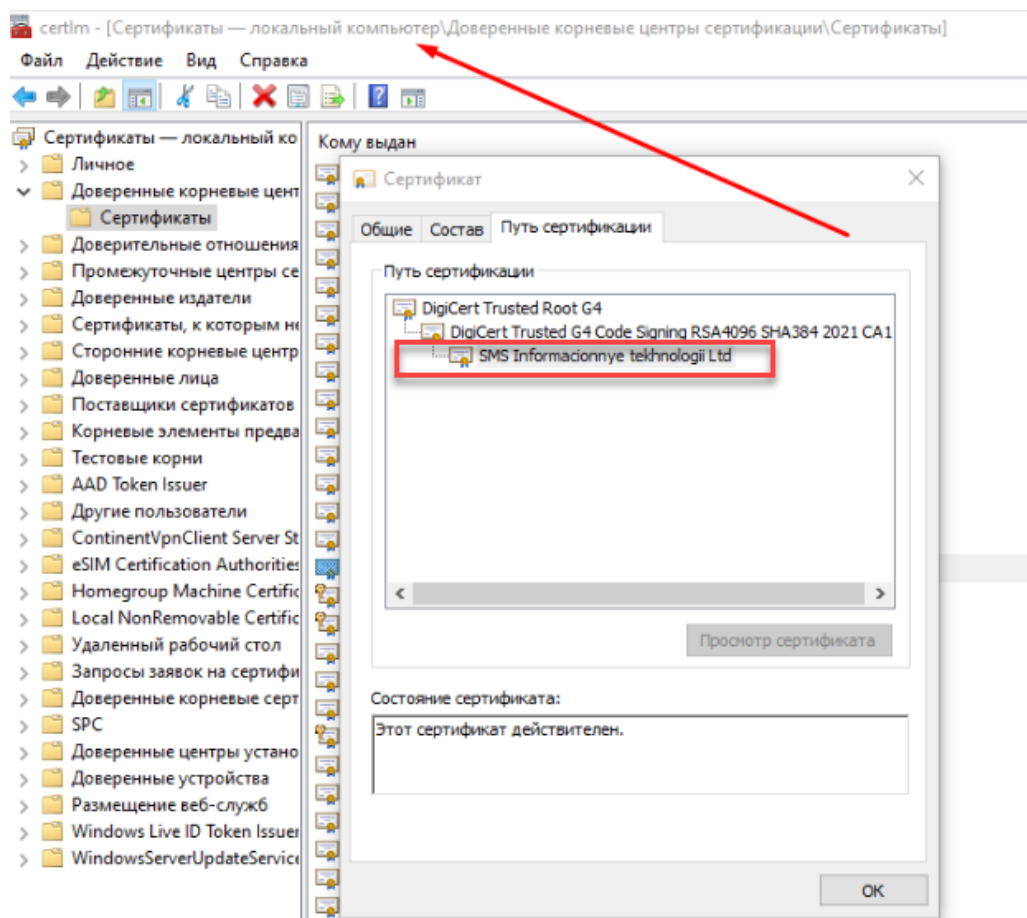 certlm - [Сертификаты — локальный компьютер\Доверенные корневые центры сертификации\Сертификаты]
Файл Действие Вид Справка
Сертификаты — локальный ко
Личное
Доверенные корневые цент
Сертификаты
Доверительные отношения
Промежуточные центры се
Доверенные издатели
Сертификаты, к которым не
Сторонние корневые центр
Доверенные лица
Поставщики сертификатов
Корневые элементы предва
Тестовые корни
AAD Token Issuer
Другие пользователи
ContinentVpnClient Server St
eSIM Certification Authorities
Homegroup Machine Certific
Local NonRemovable Certific
Удаленный рабочий стол
Запросы заявок на сертифи
Доверенные корневые серт
SPC
Доверенные центры устано
Доверенные устройства
Размещение веб-служб
Windows Live ID Token Issuer
WindowsServerUpdateService
Кому выдан
Сертификат
Общие Состав Путь сертификации
Путь сертификации
DigiCert Trusted Root G4
DigiCert Trusted G4 Code Signing RSA4096 SHA384 2021 CA1
SMS Informacionnye tekhnologii Ltd
Просмотр сертификата
Состояние сертификата:
Этот сертификат действителен.
ОК